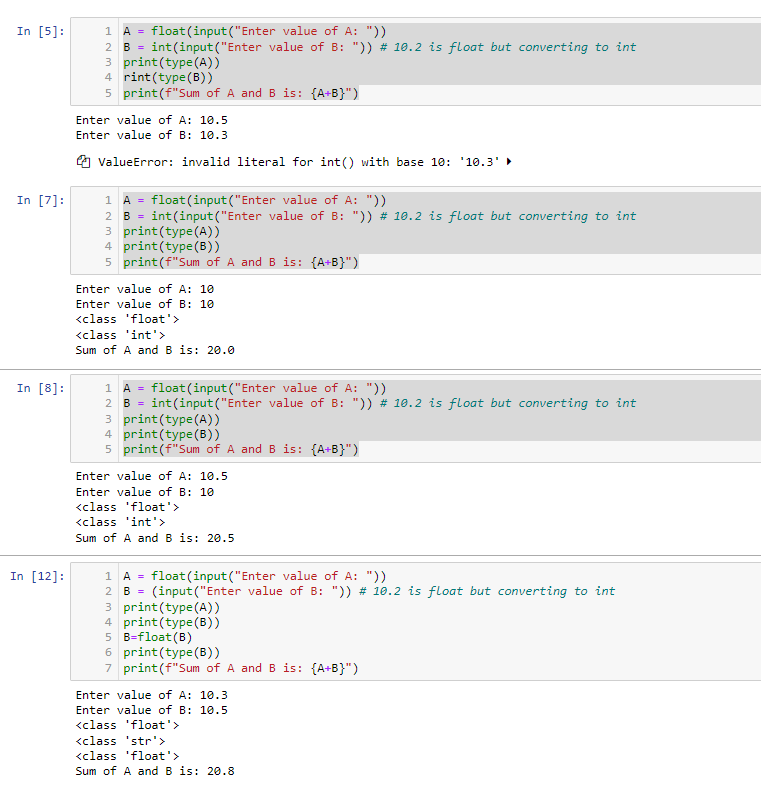 In [5]:
1 A = float(input("Enter value of A: "))
2 B = int(input("Enter value of B: ")) # 10.2 is float but converting to int
3 print(type(A))
4 rint(type(B))
5 print(f"Sum of A and B is: {A+B}")
Enter value of A: 10.5
Enter value of B: 10.3
ValueError: invalid literal for int() with base 10: '10.3'
In [7]:
1 A = float(input("Enter value of A: "))
2 B = int(input("Enter value of B: ")) # 10.2 is float but converting to int
3 print(type(A))
4 print(type(B))
5 print(f"Sum of A and B is: {A+B}")
Enter value of A: 10
Enter value of B: 10
<class 'float'>
<class 'int'>
Sum of A and B is: 20.0
In [8]:
1 A = float(input("Enter value of A: "))
2 B = int(input("Enter value of B: ")) # 10.2 is float but converting to int
3 print(type(A))
4 print(type(B))
5 print(f"Sum of A and B is: {A+B}")
Enter value of A: 10.5
Enter value of B: 10
<class 'float'>
<class 'int'>
Sum of A and B is: 20.5
In [12]:
1 A = float(input("Enter value of A: "))
2 B = (input("Enter value of B: ")) # 10.2 is float but converting to int
3 print(type(A))
4 print(type(B))
5 B=float(B)
6 print(type(B))
7 print(f"Sum of A and B is: {A+B}")
Enter value of A: 10.3
Enter value of B: 10.5
<class 'float'>
<class 'str'>
<class 'float'>
Sum of A and B is: 20.8